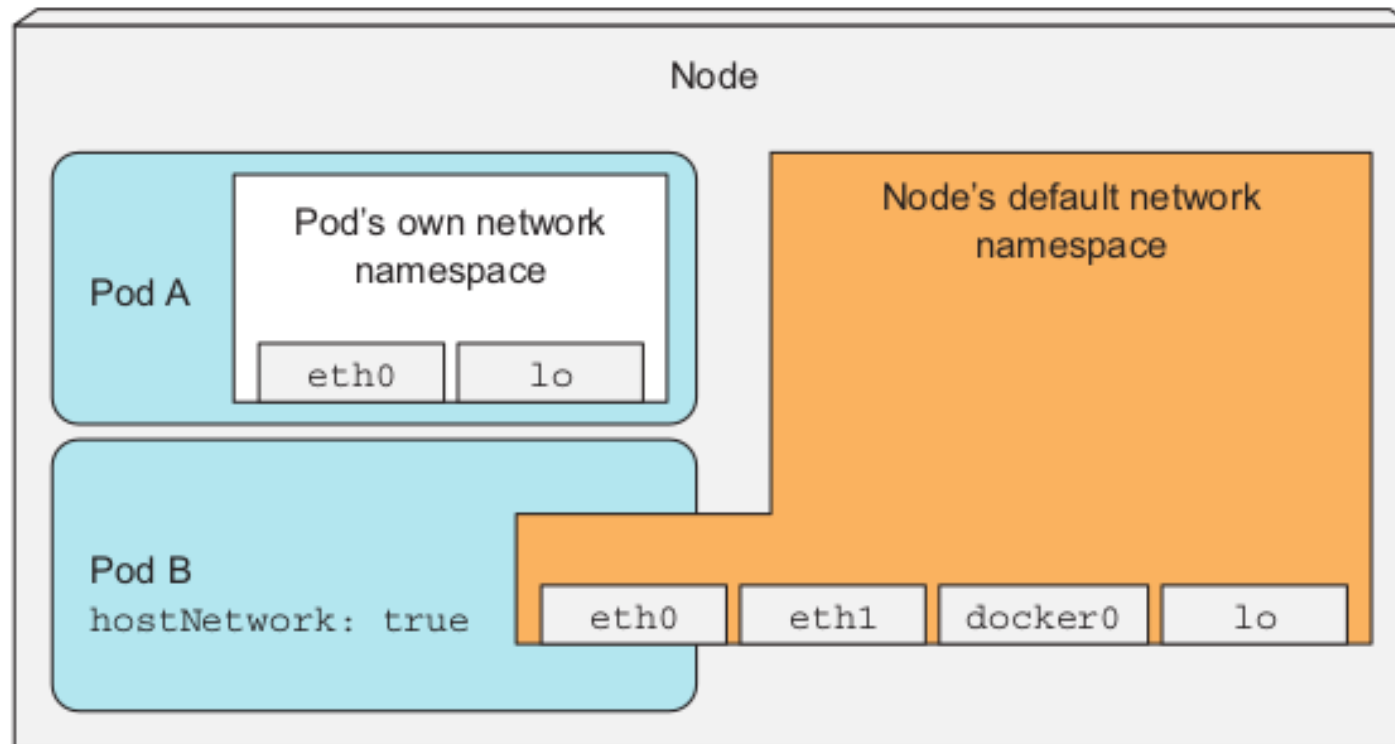 Node
Pod A
Pod's own network
namespace
eth0
lo
Node's default network
namespace
Pod B
hostNetwork: true
eth0
eth1
docker0
lo